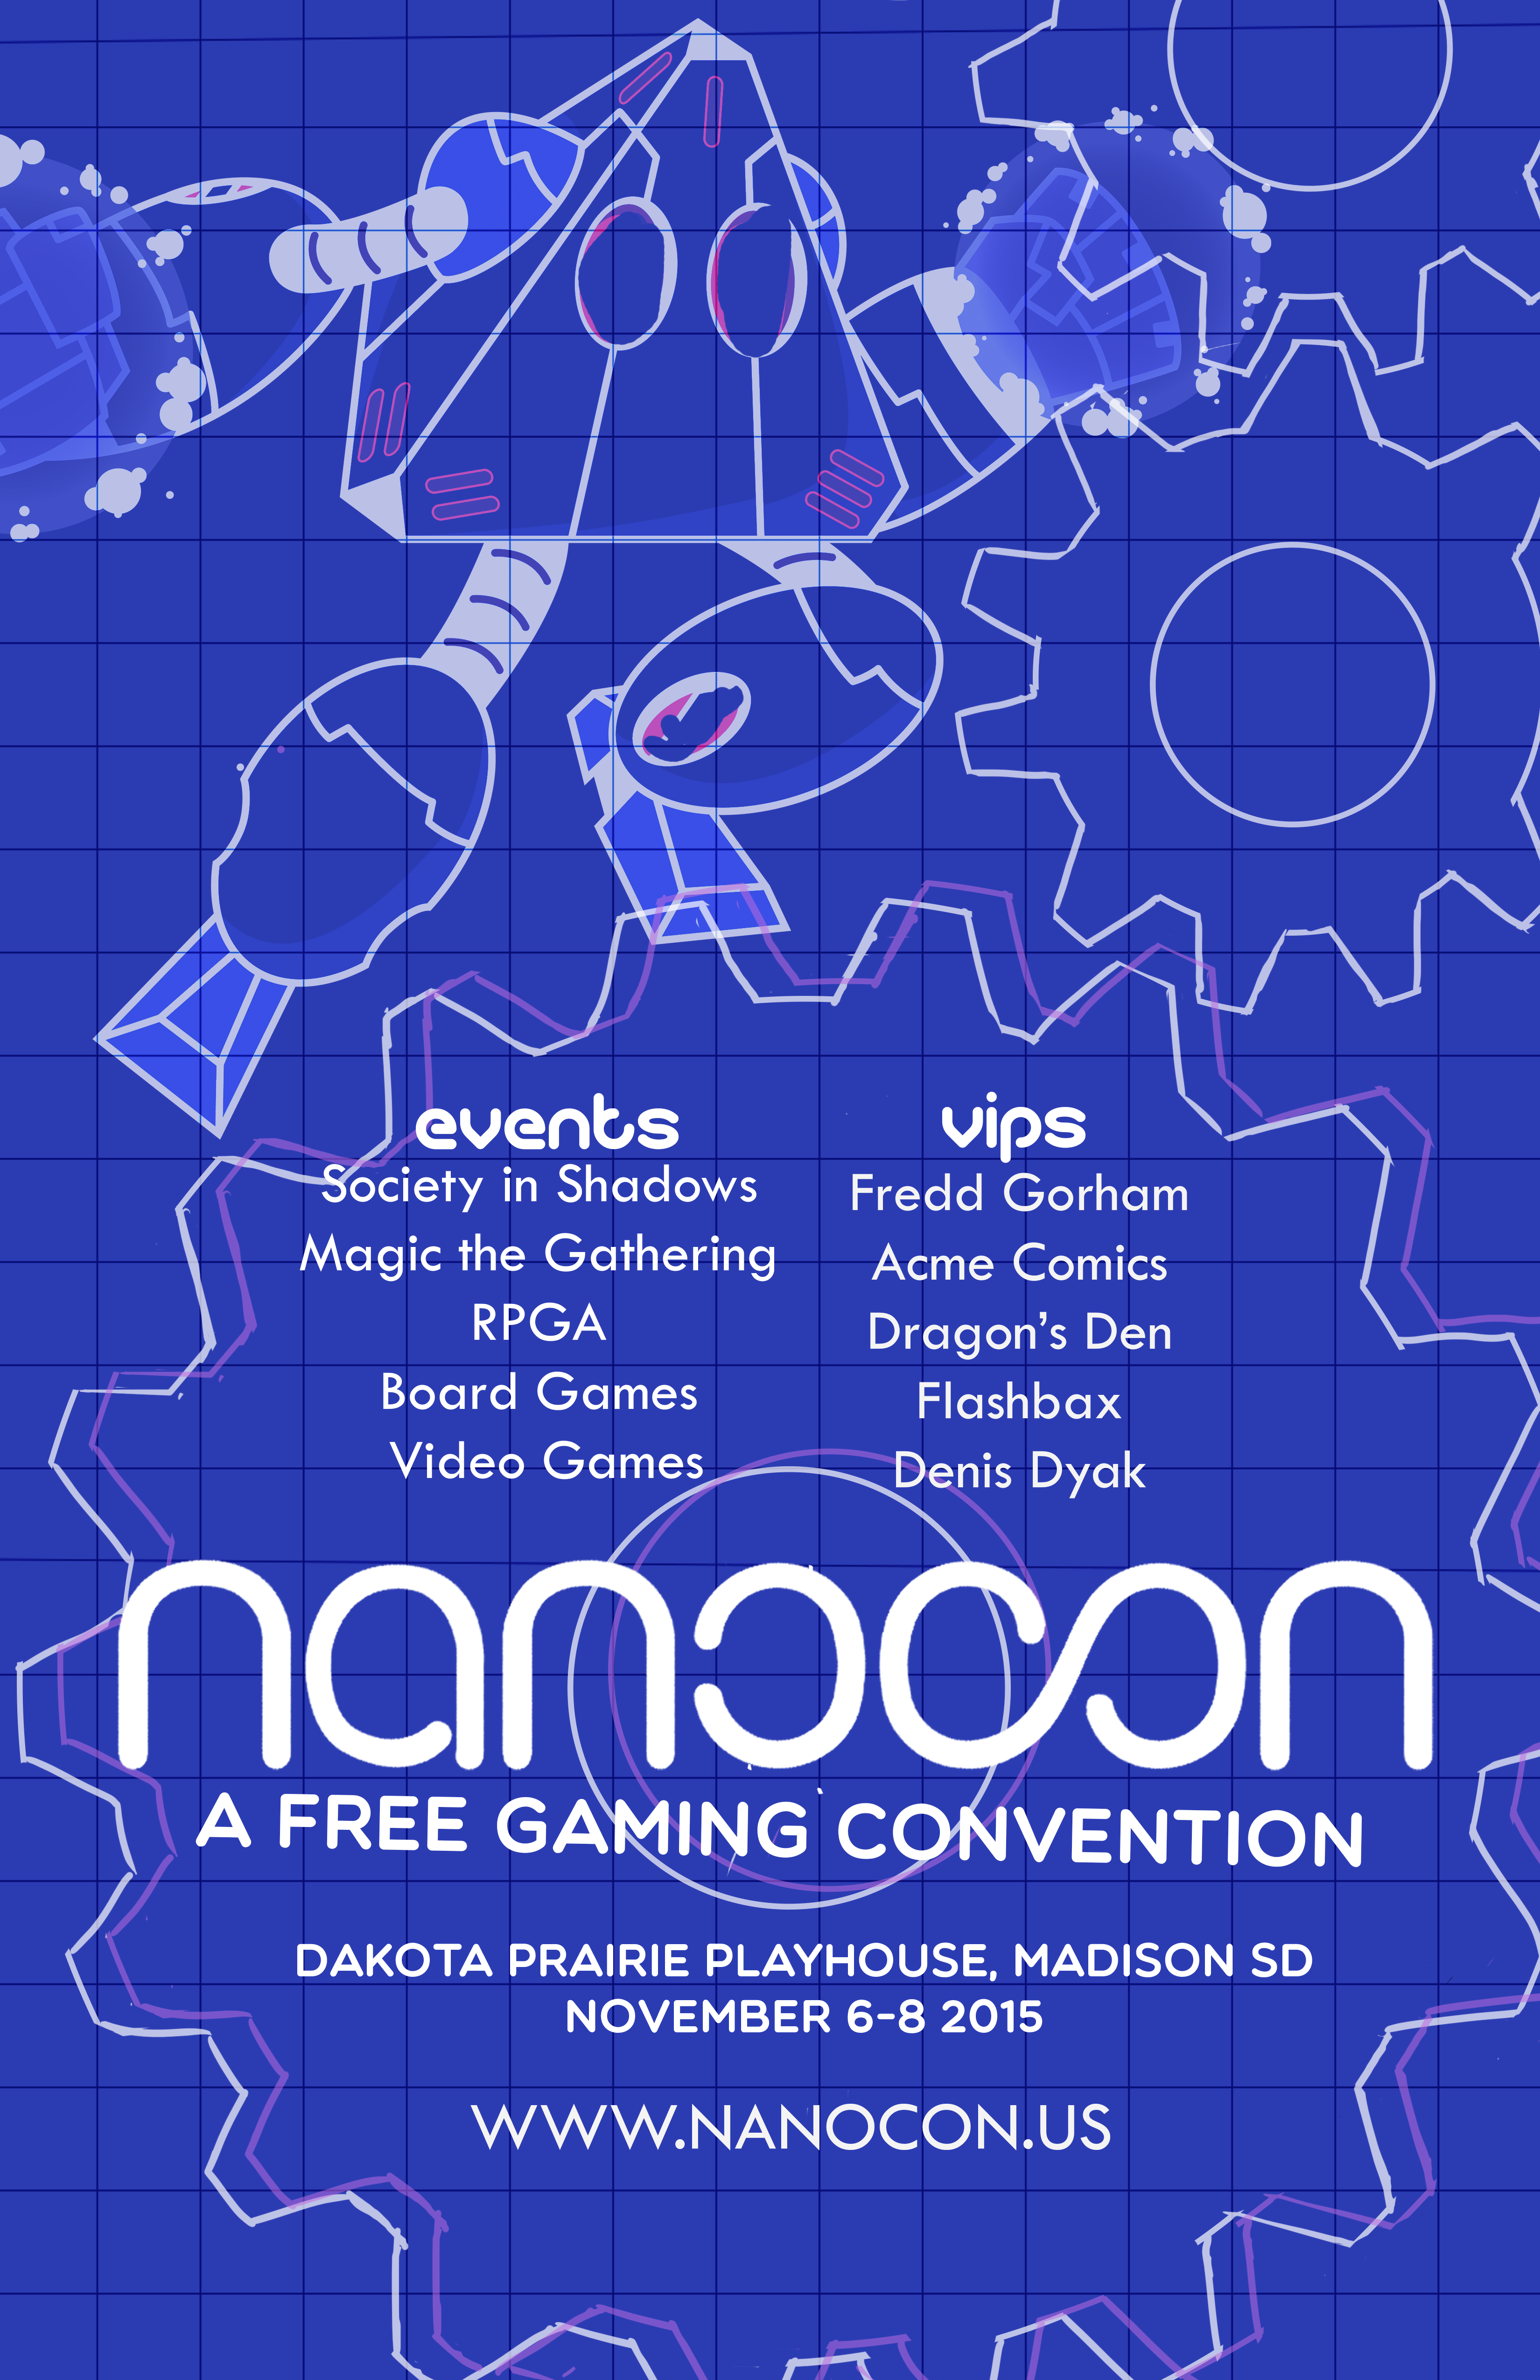 events
Society in Shadows
Magic the Gathering
RPGA
Board Games
Video Games
vips
Fredd Gorham
Acme Comics
Dragon's Den
Flashbax
Denis Dyak
nanocon
A FREE GAMING CONVENTION
DAKOTA PRAIRIE PLAYHOUSE, MADISON SD
NOVEMBER 6-8 2015
WWW.NANOCON.US